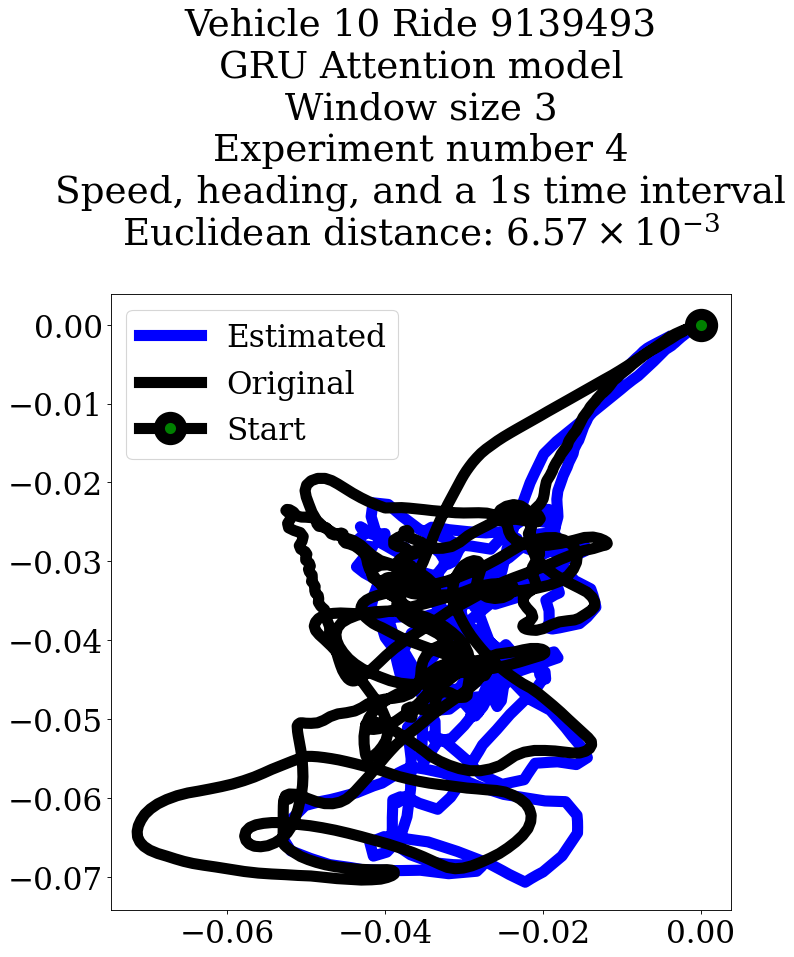 Vehicle 10 Ride 9139493
GRU Attention model
Window size 3
Experiment number 4
Speed, heading, and a 1s time interval
Euclidean distance: 6.57 × 10⁻³
Estimated
Original
Start
0.00
−0.01
−0.02
−0.03
−0.04
−0.05
−0.06
−0.07
−0.06 −0.04 −0.02 0.00